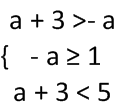 a + 3 >- a
{ - a ≥ 1
a + 3 < 5